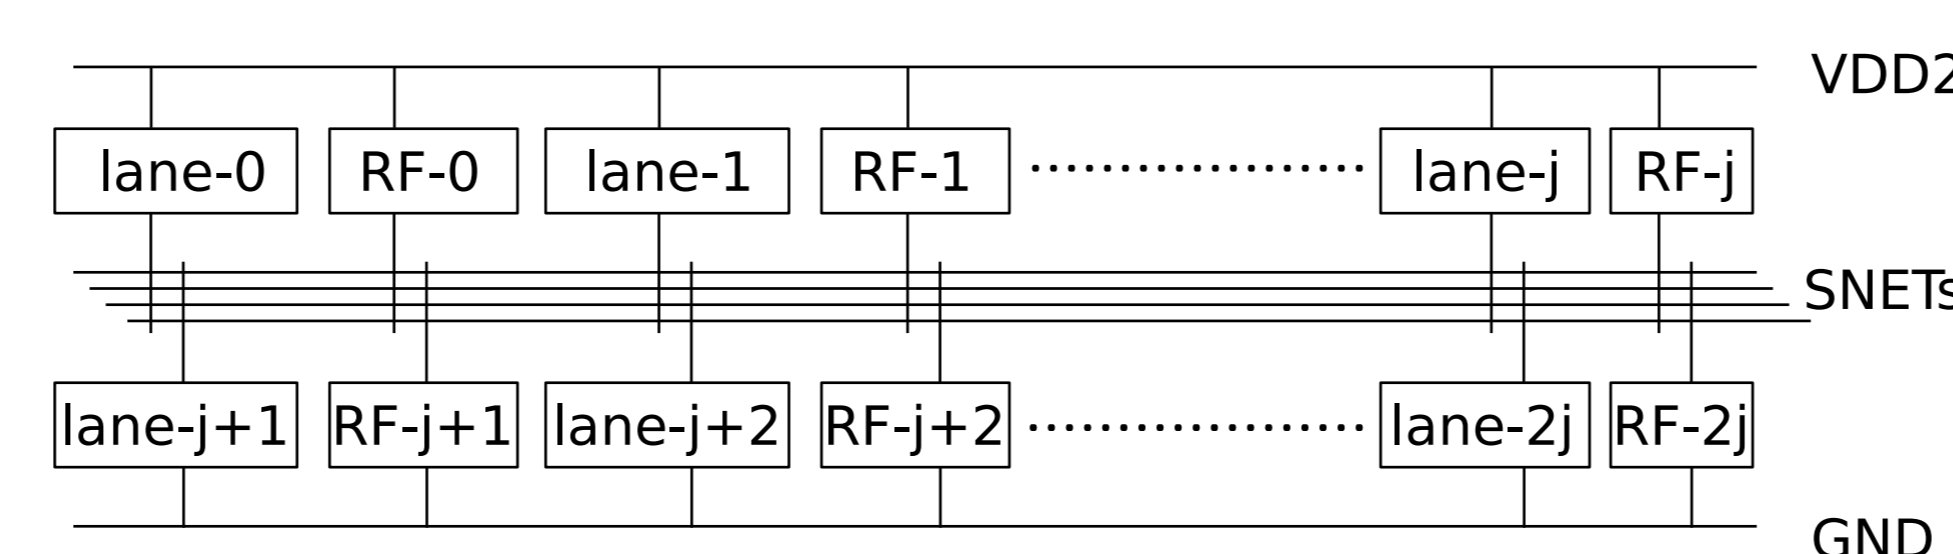 VDD2
lane-0 RF-0 lane-1 RF-1 lane-j RF-j
SNETs
lane-j+1 RF-j+1 lane-j+2 RF-j+2 lane-2j RF-2j
GND